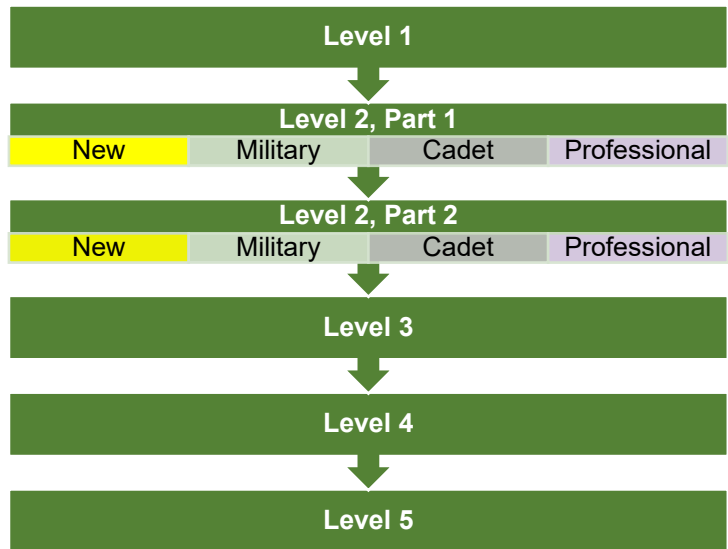 Level 1
Level 2, Part 1
New Military Cadet Professional
Level 2, Part 2
New Military Cadet Professional
Level 3
Level 4
Level 5